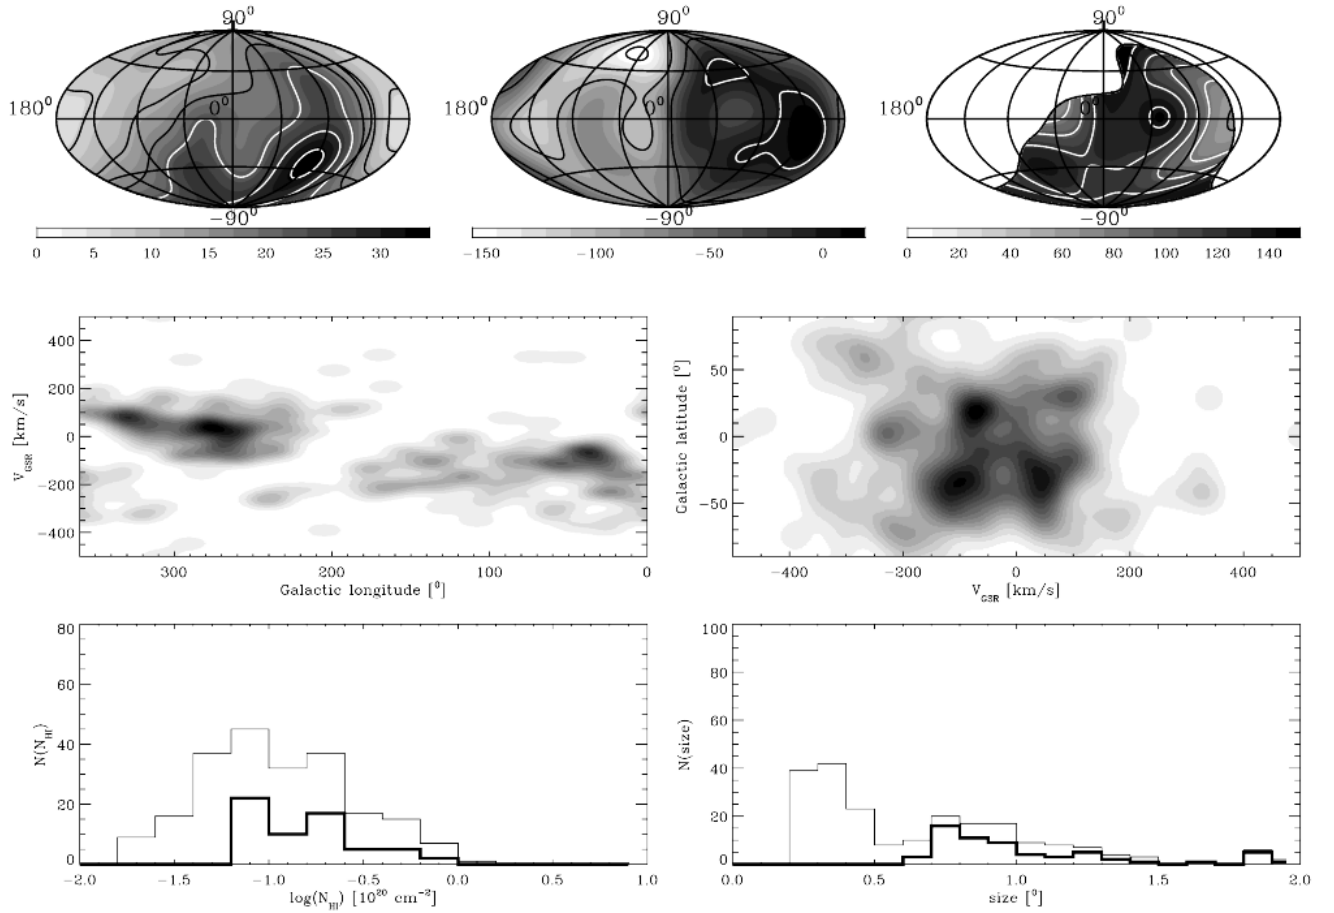 90⁰ 90⁰ 90⁰
180⁰ 0⁰ 180⁰ 0⁰ 180⁰ 0⁰
−90⁰ −90⁰ −90⁰
0 5 10 15 20 25 30 −150 −100 −50 0 0 20 40 60 80 100 120 140
400
200
0
−200
−400
V_GSR [km/s]
300 200 100 0
Galactic longitude [⁰]
50
0
−50
Galactic latitude [⁰]
−400 −200 0 200 400
V_GSR [km/s]
80
60
40
20
0
N(N_HI)
−2.0 −1.5 −1.0 −0.5 0.0 0.5 1.0
log(N_HI) [10²⁰ cm⁻²]
100
80
60
40
20
0
N(size)
0.0 0.5 1.0 1.5 2.0
size [⁰]